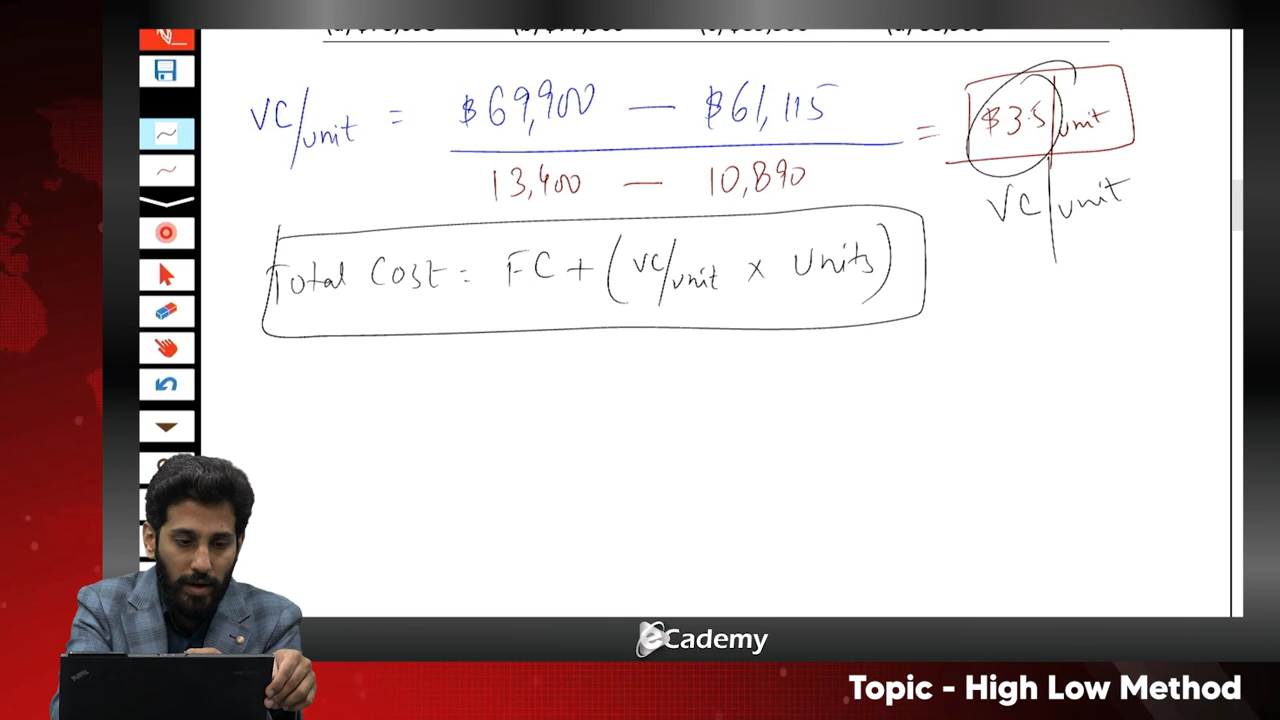 VC/unit = $69,900 — $61,115 = $3.5/unit
13,400 — 10,890
VC/unit
Total Cost = FC + (VC/unit x Units)
eCademy
Topic - High Low Method